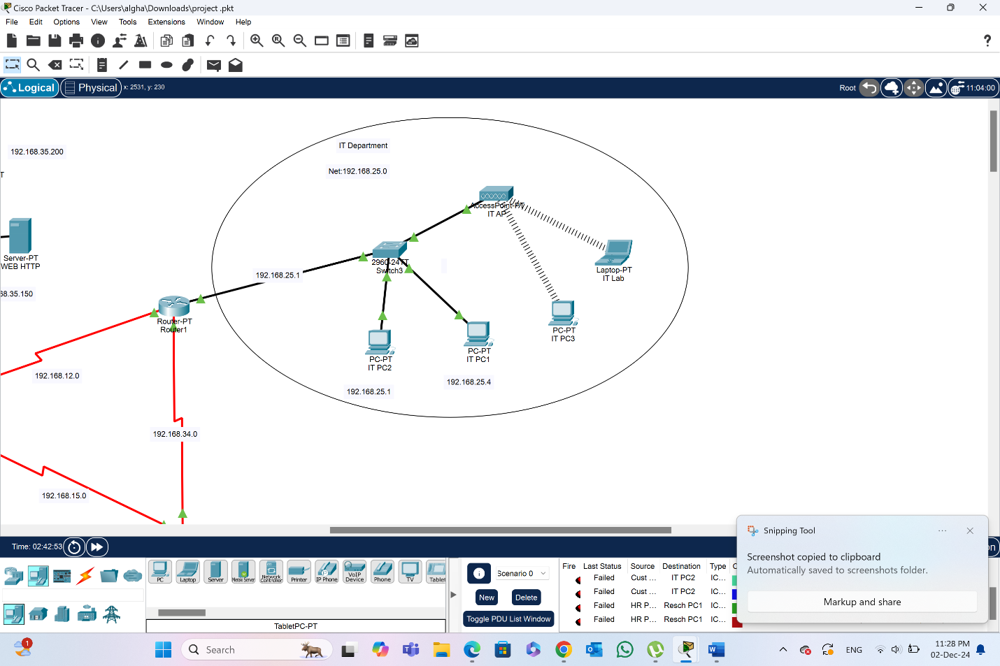 Cisco Packet Tracer - C:\Users\algha\Downloads\project .pkt
File Edit Options View Tools Extensions Window Help
?
Logical Physical x: 2531, y: 230 Root 11:04:00
192.168.35.200
T
Server-PT
WEB HTTP
IT Department
Net:192.168.25.0
AccessPoint-PT
IT AP
2960-24TT
Switch3
Laptop-PT
IT Lab
192.168.25.1
Router-PT
Router1
PC-PT
IT PC3
PC-PT
IT PC1
PC-PT
IT PC2
192.168.25.4
192.168.25.1
192.168.12.0
192.168.34.0
192.168.15.0
Time: 02:42:53
PC Laptop Server Meraki Server Network Controller Printer IP Phone VoIP Device Phone TV Tablet
TabletPC-PT
Scenario 0
New Delete
Toggle PDU List Window
Fire Last Status Source Destination Type
Failed Cust ... IT PC2 IC...
Failed Cust ... IT PC2 IC...
Failed HR P... Resch PC1 IC...
Failed HR P... Resch PC1 IC...
Snipping Tool
Screenshot copied to clipboard
Automatically saved to screenshots folder.
Markup and share
1
Search
ENG
11:28 PM
02-Dec-24